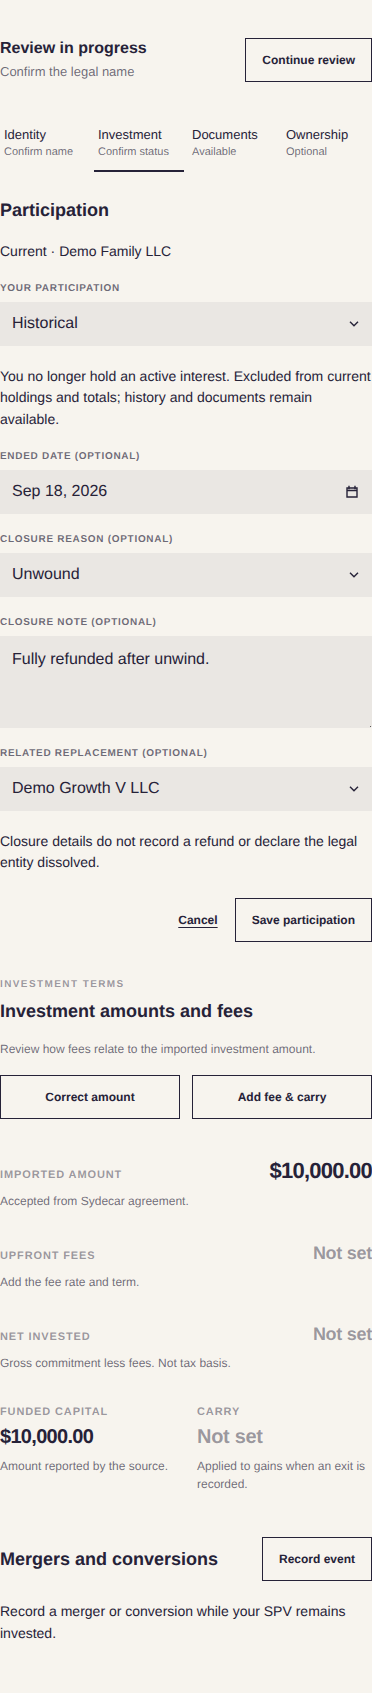 Review in progress
Confirm the legal name
Continue review
Identity
Confirm name
Investment
Confirm status
Documents
Available
Ownership
Optional
Participation
Current · Demo Family LLC
YOUR PARTICIPATION
Historical
You no longer hold an active interest. Excluded from current
holdings and totals; history and documents remain
available.
ENDED DATE (OPTIONAL)
Sep 18, 2026
CLOSURE REASON (OPTIONAL)
Unwound
CLOSURE NOTE (OPTIONAL)
Fully refunded after unwind.
RELATED REPLACEMENT (OPTIONAL)
Demo Growth V LLC
Closure details do not record a refund or declare the legal
entity dissolved.
Cancel
Save participation
INVESTMENT TERMS
Investment amounts and fees
Review how fees relate to the imported investment amount.
Correct amount
Add fee & carry
IMPORTED AMOUNT
$10,000.00
Accepted from Sydecar agreement.
UPFRONT FEES
Not set
Add the fee rate and term.
NET INVESTED
Not set
Gross commitment less fees. Not tax basis.
FUNDED CAPITAL
$10,000.00
Amount reported by the source.
CARRY
Not set
Applied to gains when an exit is
recorded.
Mergers and conversions
Record event
Record a merger or conversion while your SPV remains
invested.